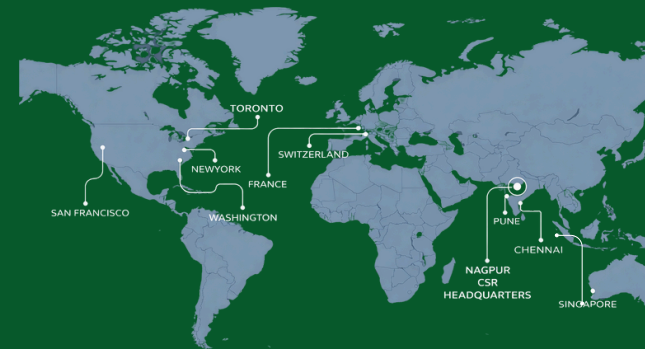 TORONTO
SWITZERLAND
NEWYORK
FRANCE
SAN FRANCISCO
WASHINGTON
PUNE
CHENNAI
NAGPUR
CSR
HEADQUARTERS
SINGAPORE